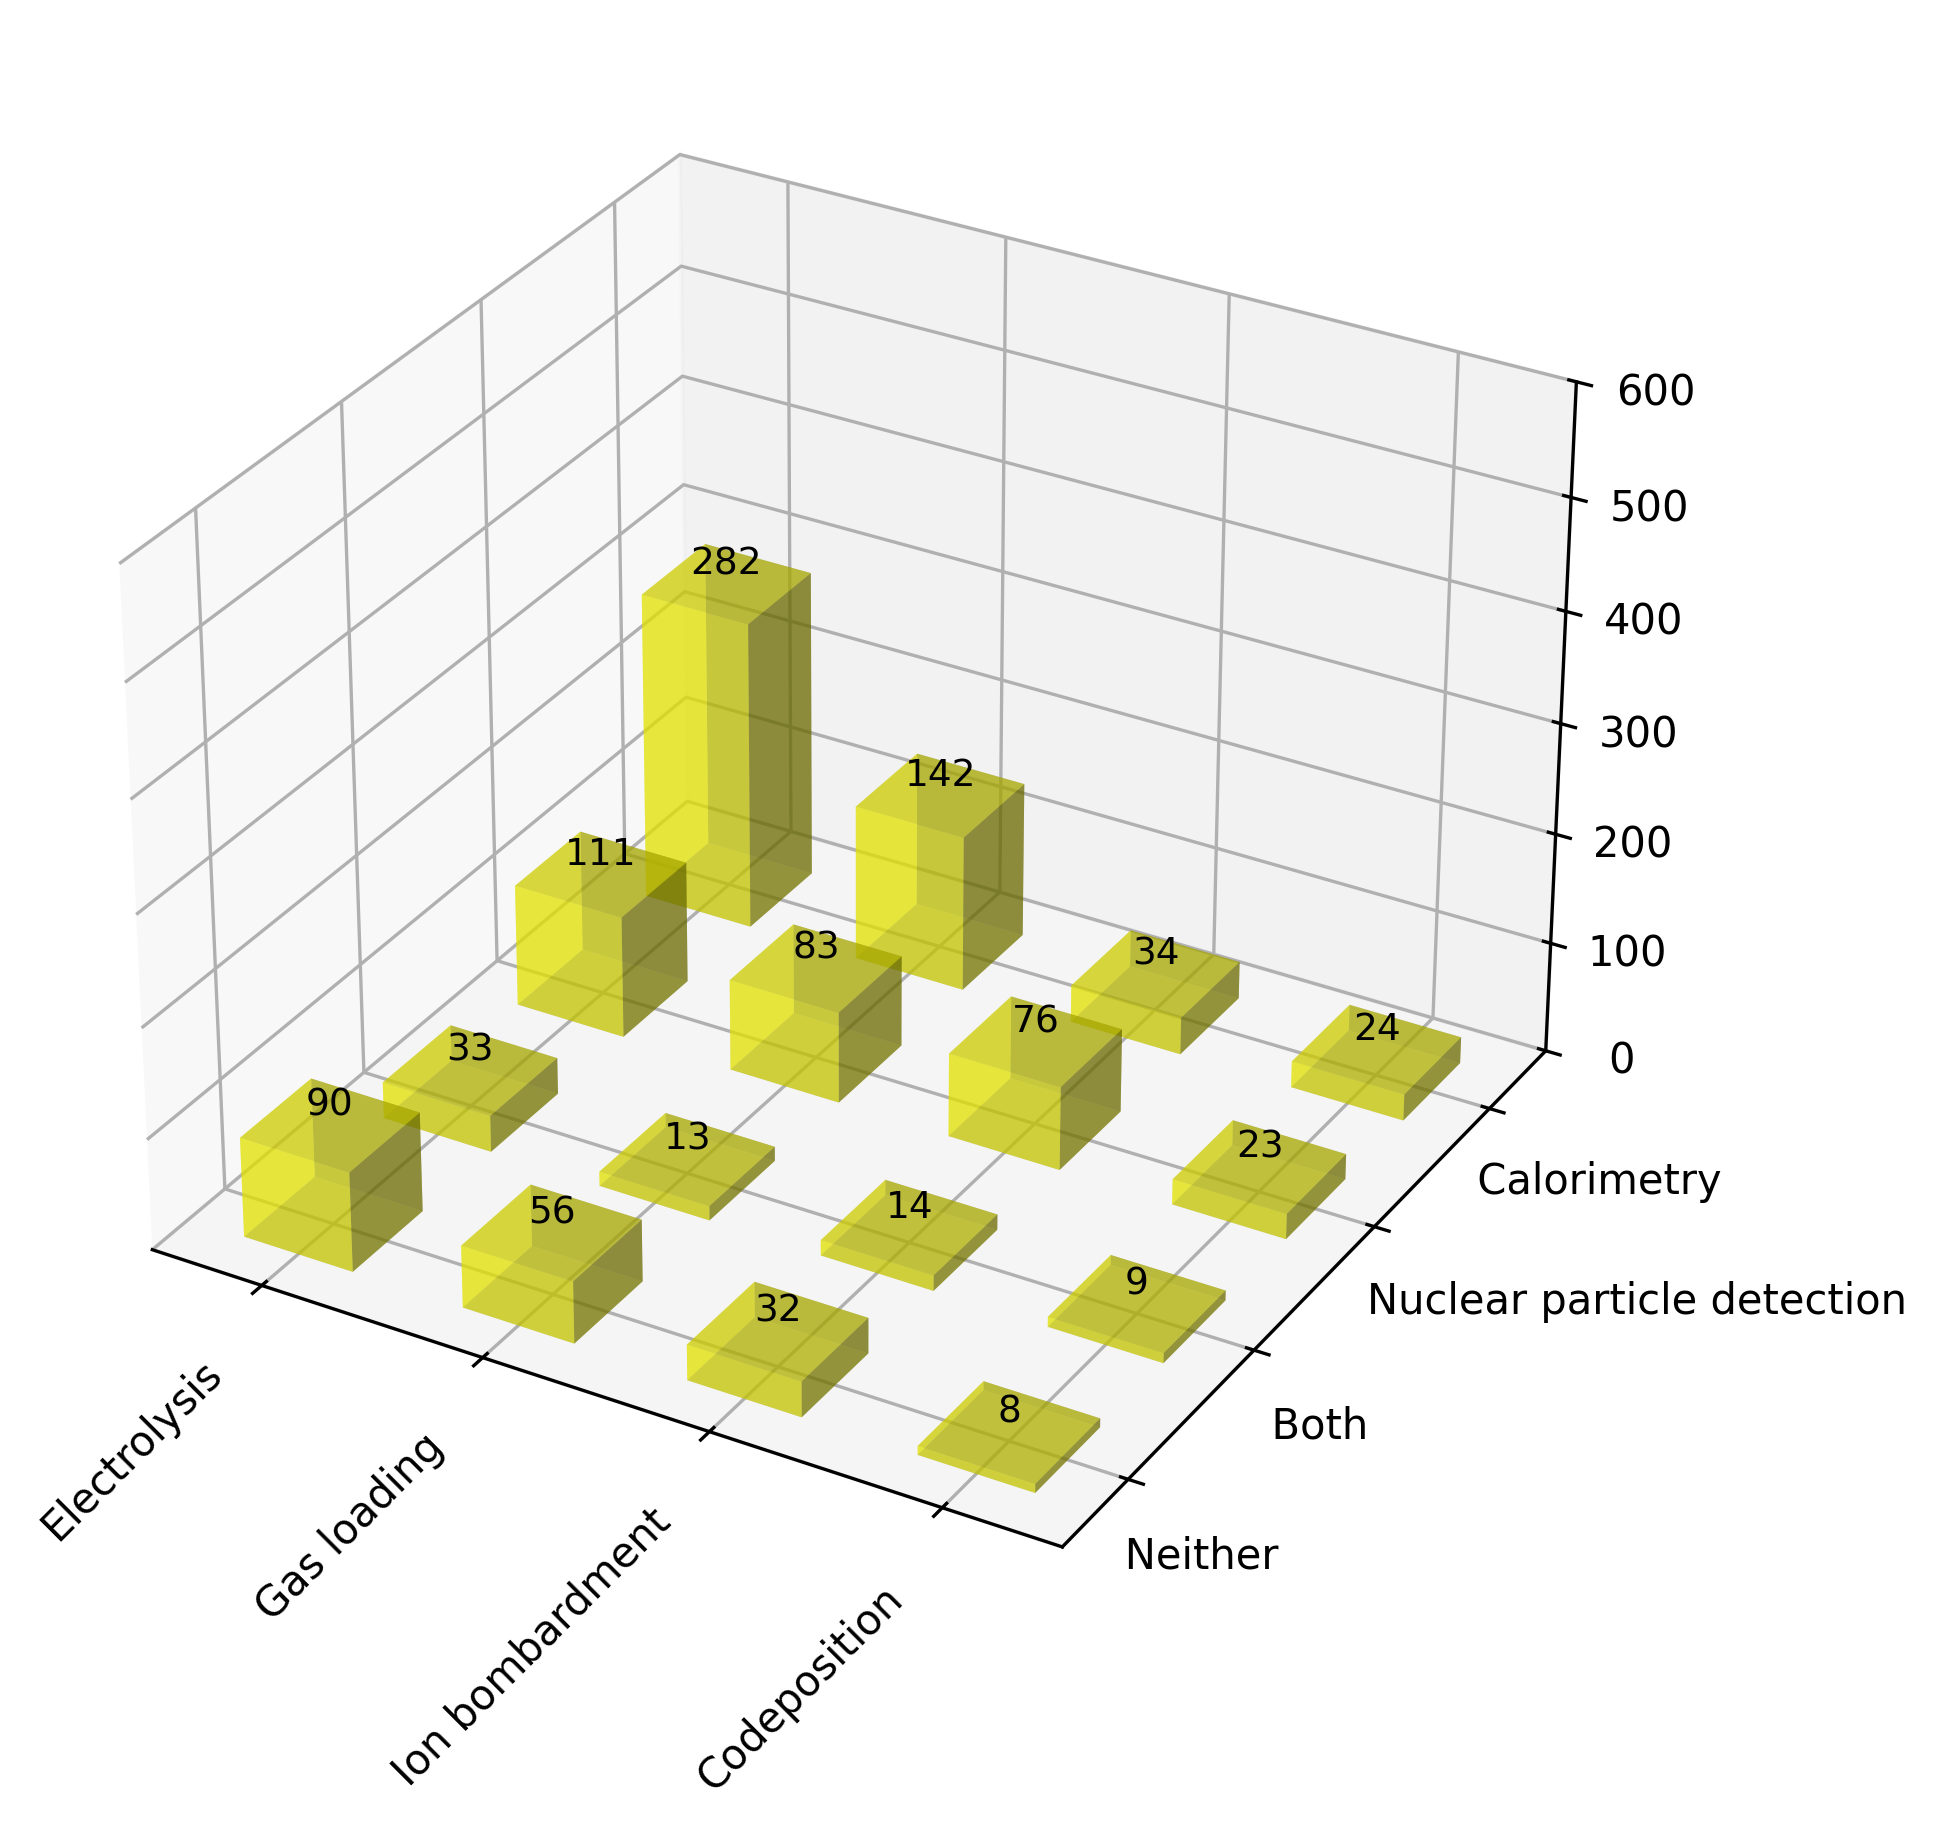 600
500
400
300
200
100
0
282
142
34
24
111
83
76
23
33
13
14
9
90
56
32
8
Calorimetry
Nuclear particle detection
Both
Neither
Electrolysis
Gas loading
Ion bombardment
Codeposition